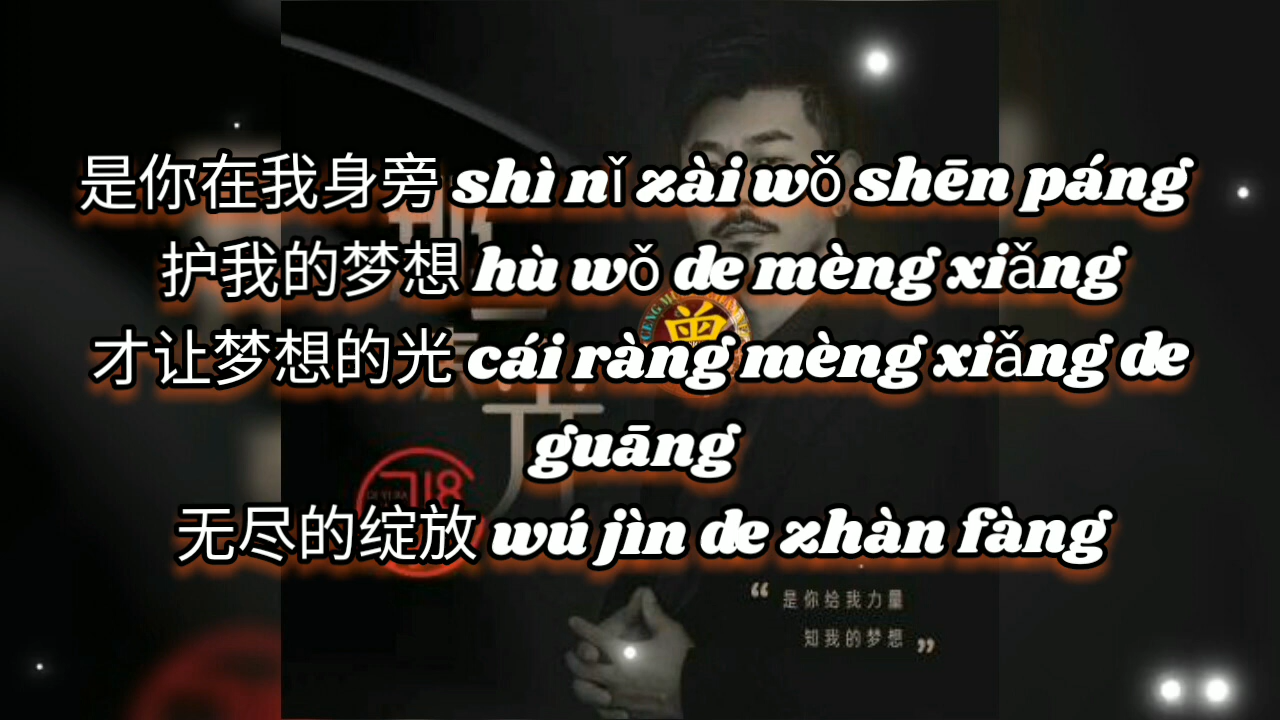 是你在我身旁 shì nǐ zài wǒ shēn páng
护我的梦想 hù wǒ de mèng xiǎng
才让梦想的光 cái ràng mèng xiǎng de
guāng
无尽的绽放 wú jìn de zhàn fàng
“ 是你给我力量
知我的梦想 ”